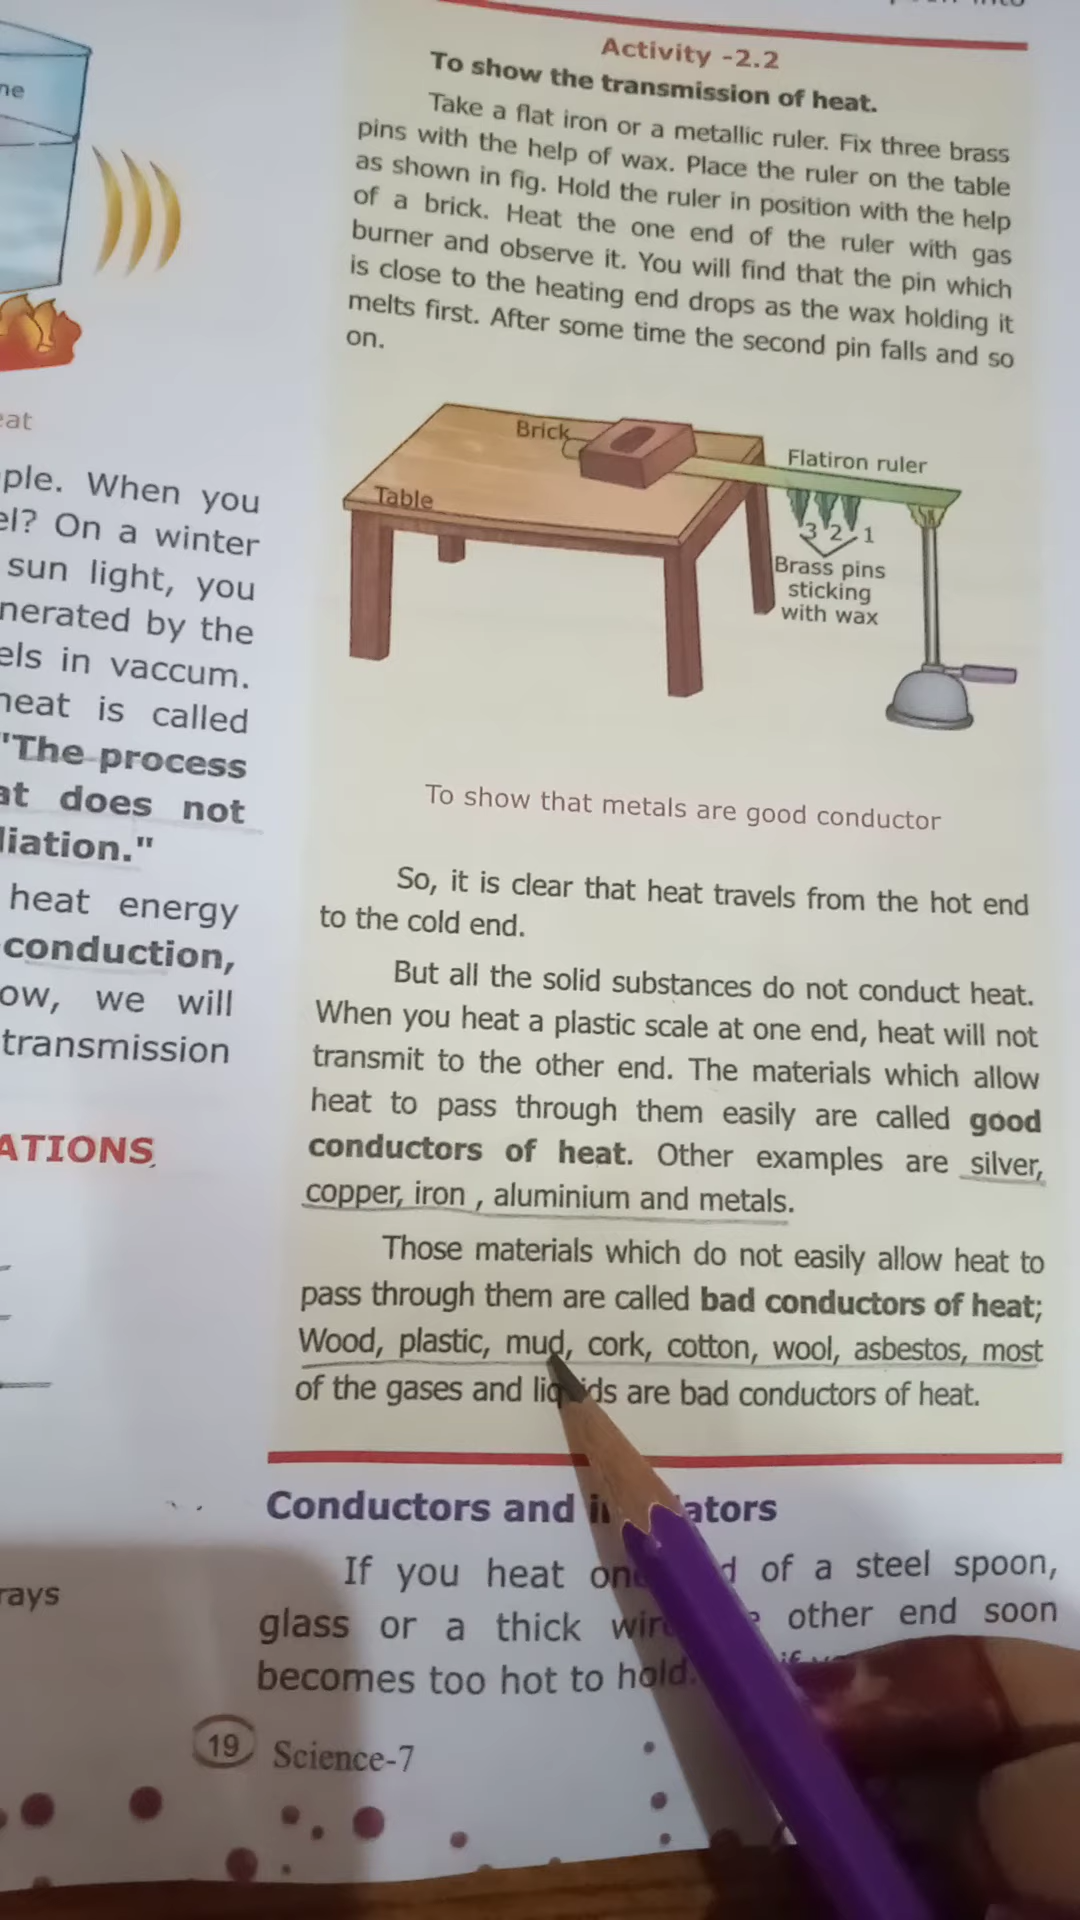 ne
eat
ple. When you
el? On a winter
sun light, you
nerated by the
els in vaccum.
heat is called
"The process
at does not
liation."
heat energy
conduction,
ow, we will
transmission
ATIONS
rays
Activity -2.2
To show the transmission of heat.
Take a flat iron or a metallic ruler. Fix three brass
pins with the help of wax. Place the ruler on the table
as shown in fig. Hold the ruler in position with the help
of a brick. Heat the one end of the ruler with gas
burner and observe it. You will find that the pin which
is close to the heating end drops as the wax holding it
melts first. After some time the second pin falls and so
on.
Brick
Flatiron ruler
Table
3 2 1
Brass pins
sticking
with wax
To show that metals are good conductor
So, it is clear that heat travels from the hot end
to the cold end.
But all the solid substances do not conduct heat.
When you heat a plastic scale at one end, heat will not
transmit to the other end. The materials which allow
heat to pass through them easily are called good
conductors of heat. Other examples are silver,
copper, iron , aluminium and metals.
Those materials which do not easily allow heat to
pass through them are called bad conductors of heat;
Wood, plastic, mud, cork, cotton, wool, asbestos, most
of the gases and liquids are bad conductors of heat.
Conductors and
If you heat of a steel spoon,
glass or a thick other end soon
becomes too hot to hold.
19 Science-7